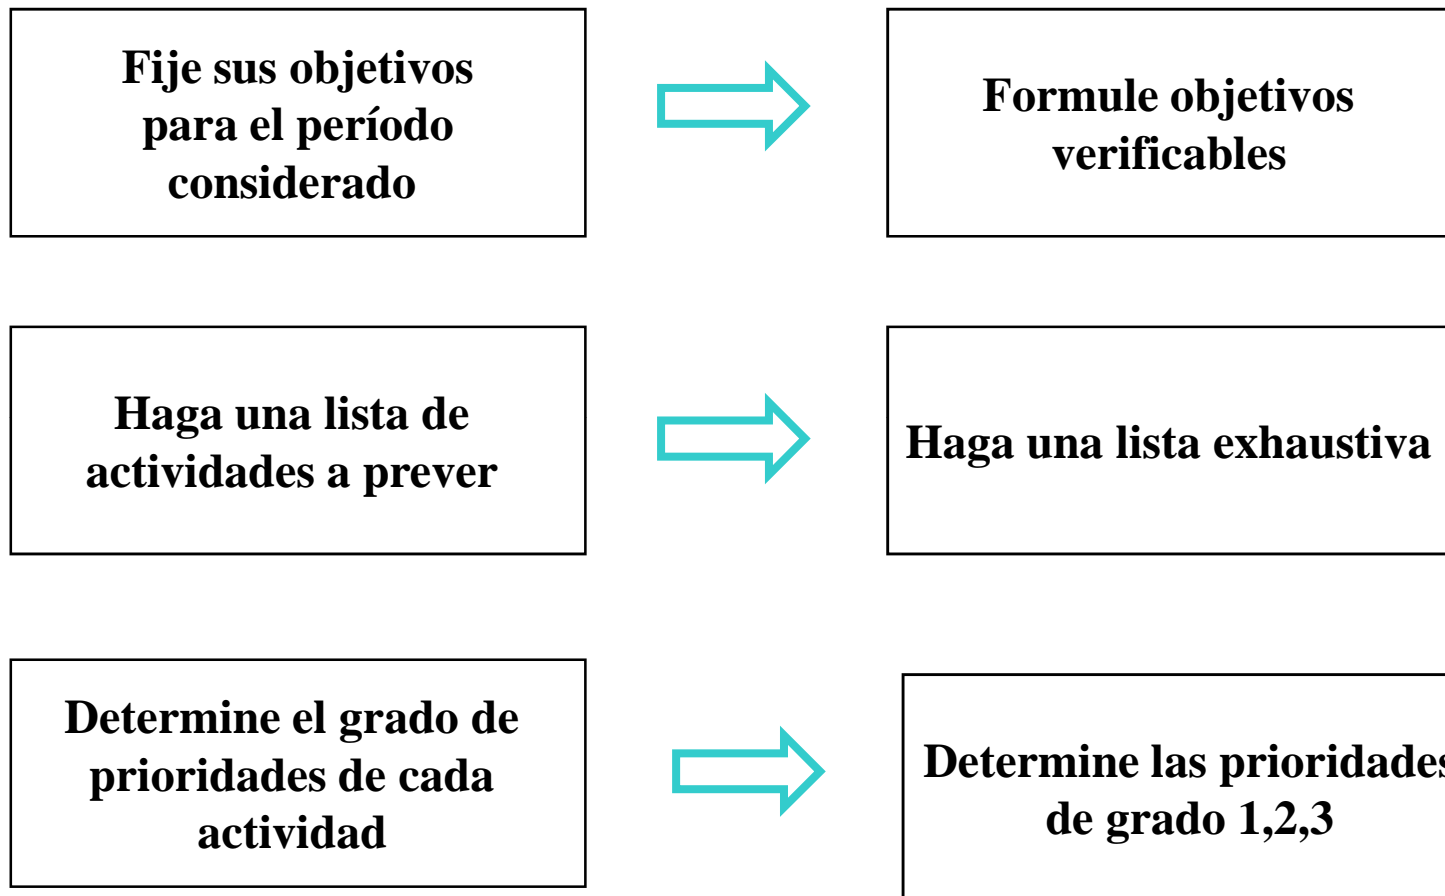 Fije sus objetivos
para el período
considerado
Formule objetivos
verificables
Haga una lista de
actividades a prever
Haga una lista exhaustiva
Determine el grado de
prioridades de cada
actividad
Determine las prioridades
de grado 1,2,3